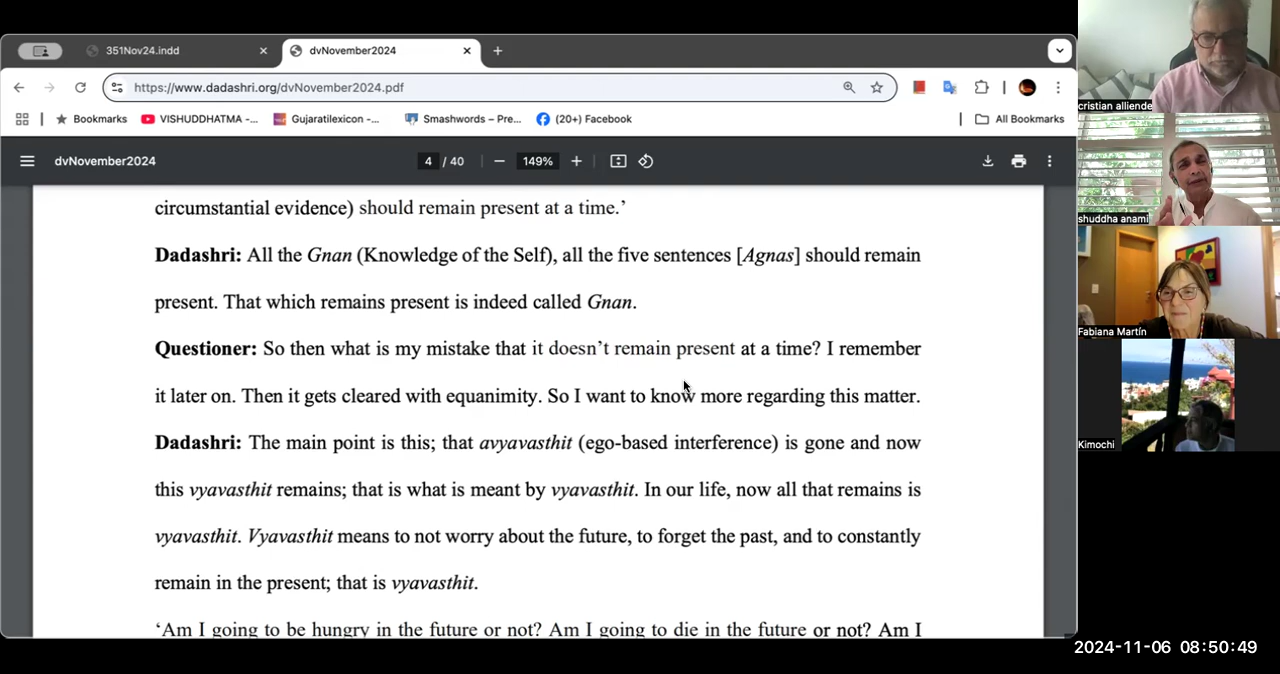 351Nov24.indd
dvNovember2024
https://www.dadashri.org/dvNovember2024.pdf
Bookmarks
VISHUDDHATMA -...
Gujaratilexicon -...
Smashwords – Pre...
(20+) Facebook
All Bookmarks
dvNovember2024
4 / 40
149%
circumstantial evidence) should remain present at a time.’
Dadashri: All the Gnan (Knowledge of the Self), all the five sentences [Agnas] should remain
present. That which remains present is indeed called Gnan.
Questioner: So then what is my mistake that it doesn’t remain present at a time? I remember
it later on. Then it gets cleared with equanimity. So I want to know more regarding this matter.
Dadashri: The main point is this; that avyavasthit (ego-based interference) is gone and now
this vyavasthit remains; that is what is meant by vyavasthit. In our life, now all that remains is
vyavasthit. Vyavasthit means to not worry about the future, to forget the past, and to constantly
remain in the present; that is vyavasthit.
‘Am I going to be hungry in the future or not? Am I going to die in the future or not? Am I
cristian alliende
shuddha anami
Fabiana Martín
Kimochi
2024-11-06 08:50:49